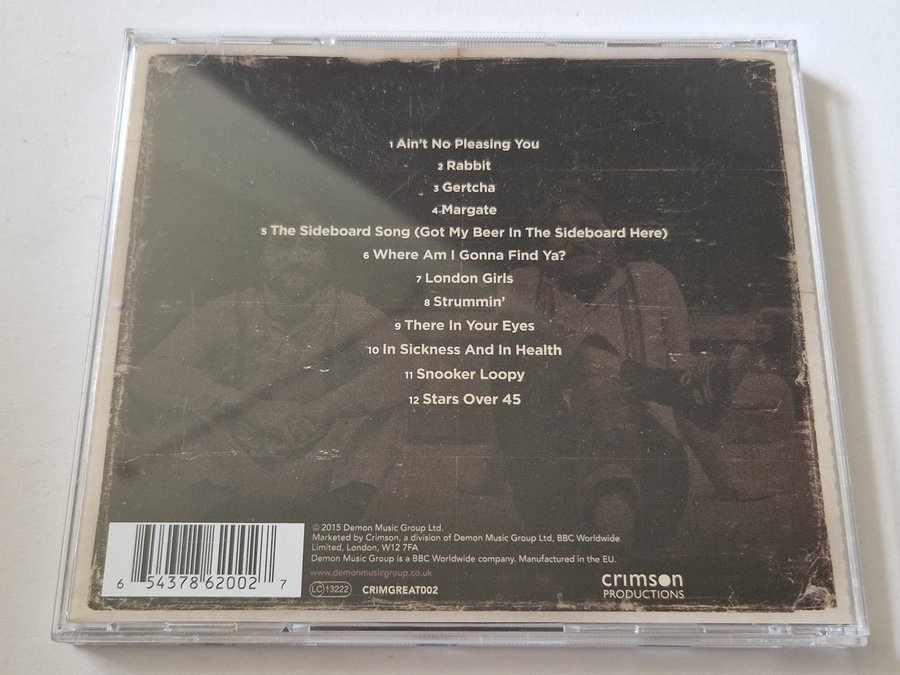 1 Ain't No Pleasing You
2 Rabbit
3 Gertcha
4 Margate
5 The Sideboard Song (Got My Beer In The Sideboard Here)
6 Where Am I Gonna Find Ya?
7 London Girls
8 Strummin'
9 There In Your Eyes
10 In Sickness And In Health
11 Snooker Loopy
12 Stars Over 45
© 2015 Demon Music Group Ltd.
Marketed by Crimson, a division of Demon Music Group Ltd, BBC Worldwide
Limited, London, W12 7FA
Demon Music Group is a BBC Worldwide company. Manufactured in the EU.
www.demonmusicgroup.co.uk
LC 13222 CRIMGREAT002
6 54378 62002 7
crimson
PRODUCTIONS